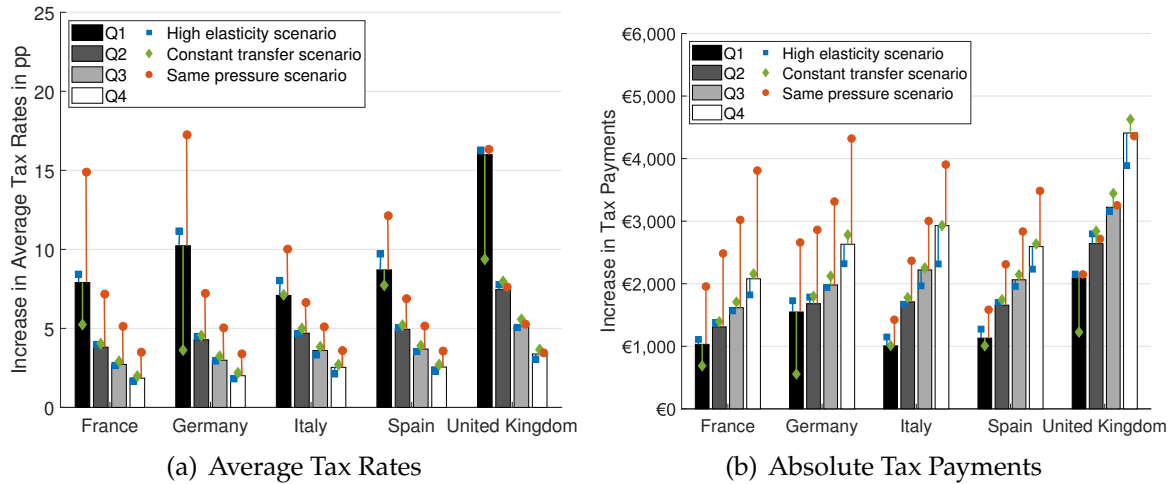 Increase in Average Tax Rates in pp
25
20
15
10
5
0
Q1
Q2
Q3
Q4
High elasticity scenario
Constant transfer scenario
Same pressure scenario
France
Germany
Italy
Spain
United Kingdom
(a) Average Tax Rates
Increase in Tax Payments
€6,000
€5,000
€4,000
€3,000
€2,000
€1,000
€0
Q1
Q2
Q3
Q4
High elasticity scenario
Constant transfer scenario
Same pressure scenario
France
Germany
Italy
Spain
United Kingdom
(b) Absolute Tax Payments